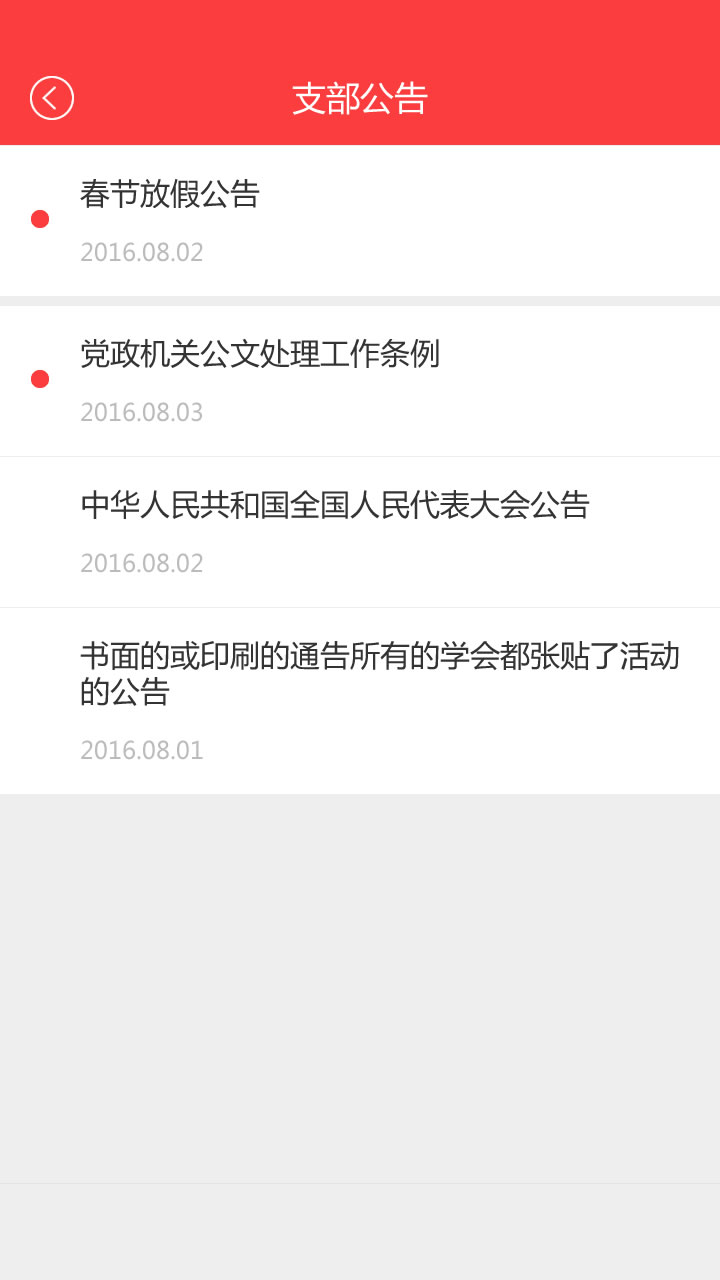 支部公告
春节放假公告
2016.08.02
党政机关公文处理工作条例
2016.08.03
中华人民共和国全国人民代表大会公告
2016.08.02
书面的或印刷的通告所有的学会都张贴了活动
的公告
2016.08.01